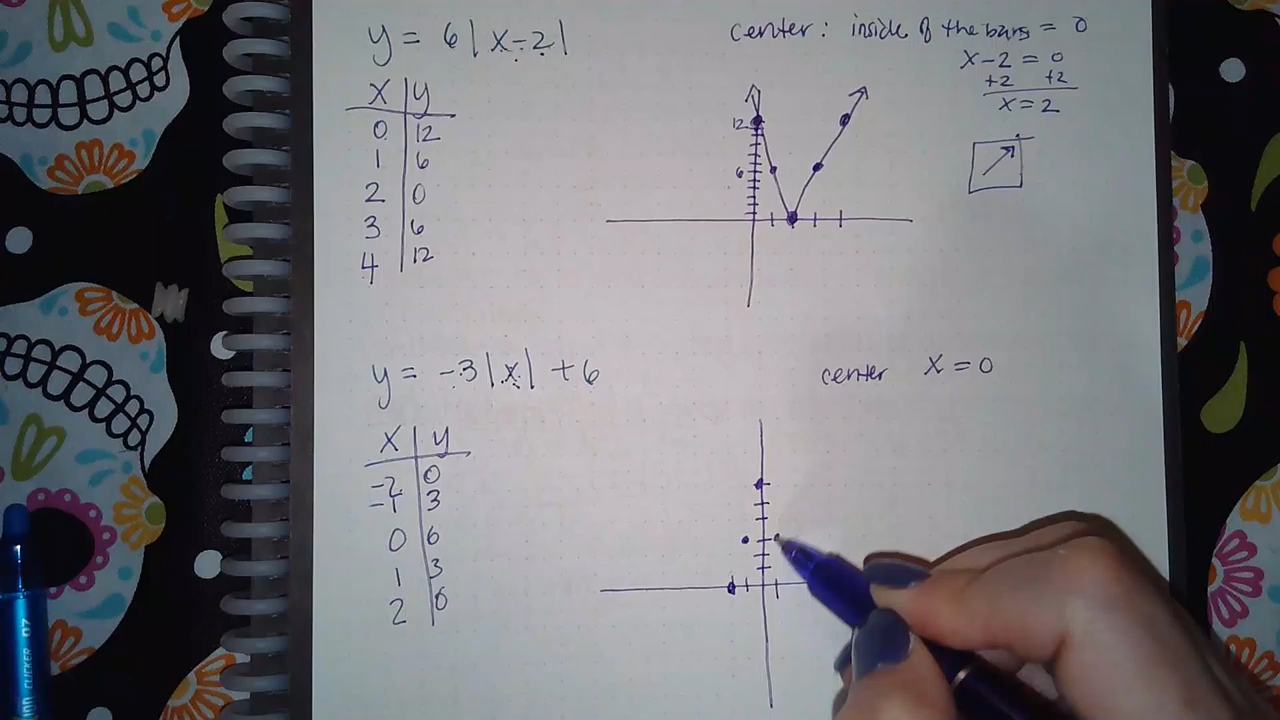 y = 6|x-2|
center: inside of the bars = 0
x-2 = 0
+2 +2
x=2
x y
0 12
1 6
2 0
3 6
4 12
12
6
y = -3|x| + 6
center x = 0
x y
-2 0
-1 3
0 6
1 3
2 0